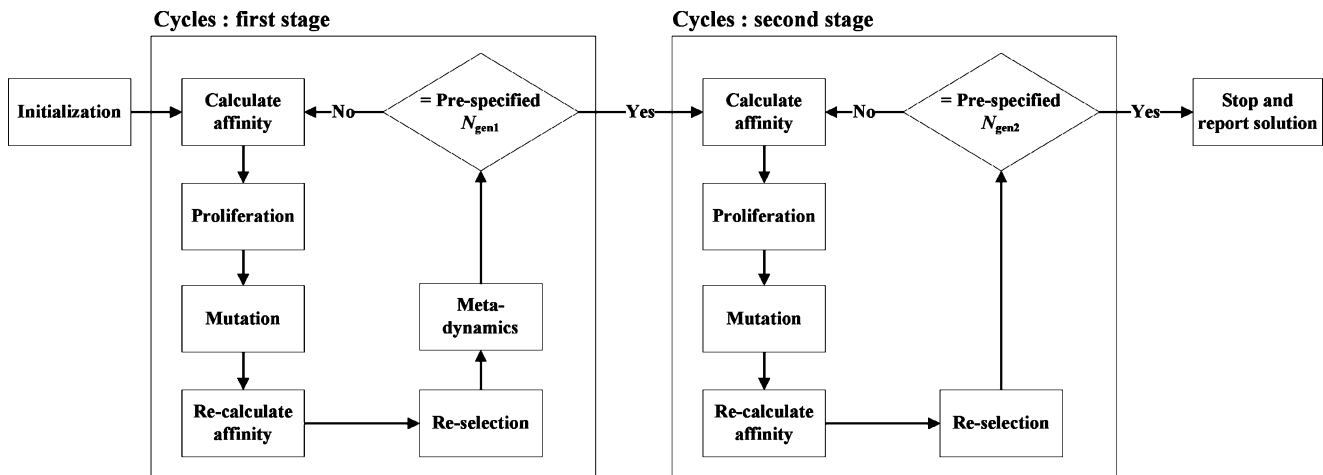 Cycles : first stage
Cycles : second stage
Initialization
Calculate
affinity
No
= Pre-specified
Ngen1
Yes
Proliferation
Mutation
Meta-
dynamics
Re-calculate
affinity
Re-selection
Calculate
affinity
No
= Pre-specified
Ngen2
Yes
Stop and
report solution
Proliferation
Mutation
Re-calculate
affinity
Re-selection